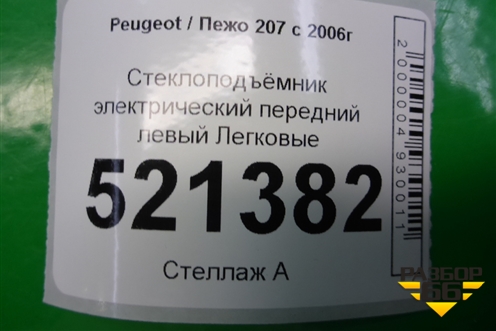 Peugeot / Пежо 207 с 2006г
Стеклоподъёмник
электрический передний
левый Легковые
521382
Стеллаж А
2000004930011
РАЗБОР
66